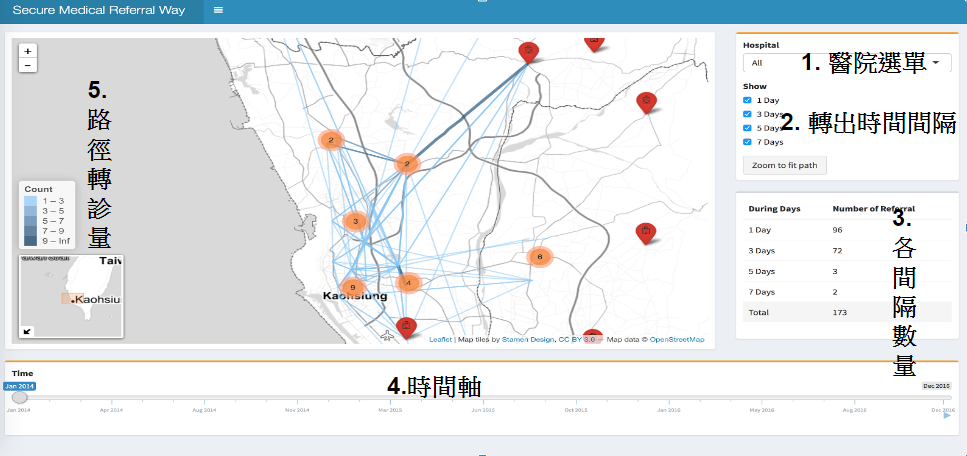 Secure Medical Referral Way
+
−
5.
路
徑
轉
診
量
2
2
3
6
9
4
Kaohsiung
Count
1 – 3
3 – 5
5 – 7
7 – 9
9 – Inf
Taiv
Kaohsiu
Leaflet | Map tiles by Stamen Design, CC BY 3.0 — Map data © OpenStreetMap
Hospital
All
1. 醫院選單
Show
1 Day
3 Days
5 Days
7 Days
2. 轉出時間間隔
Zoom to fit path
During Days Number of Referral
1 Day 96
3 Days 72
5 Days 3
7 Days 2
Total 173
3.
各
間
隔
數
量
Time
Jan 2014 Dec 2016
4.時間軸
Jan 2014 Apr 2014 Aug 2014 Nov 2014 Mar 2015 Jun 2015 Oct 2015 Jan 2016 May 2016 Aug 2016 Dec 2016